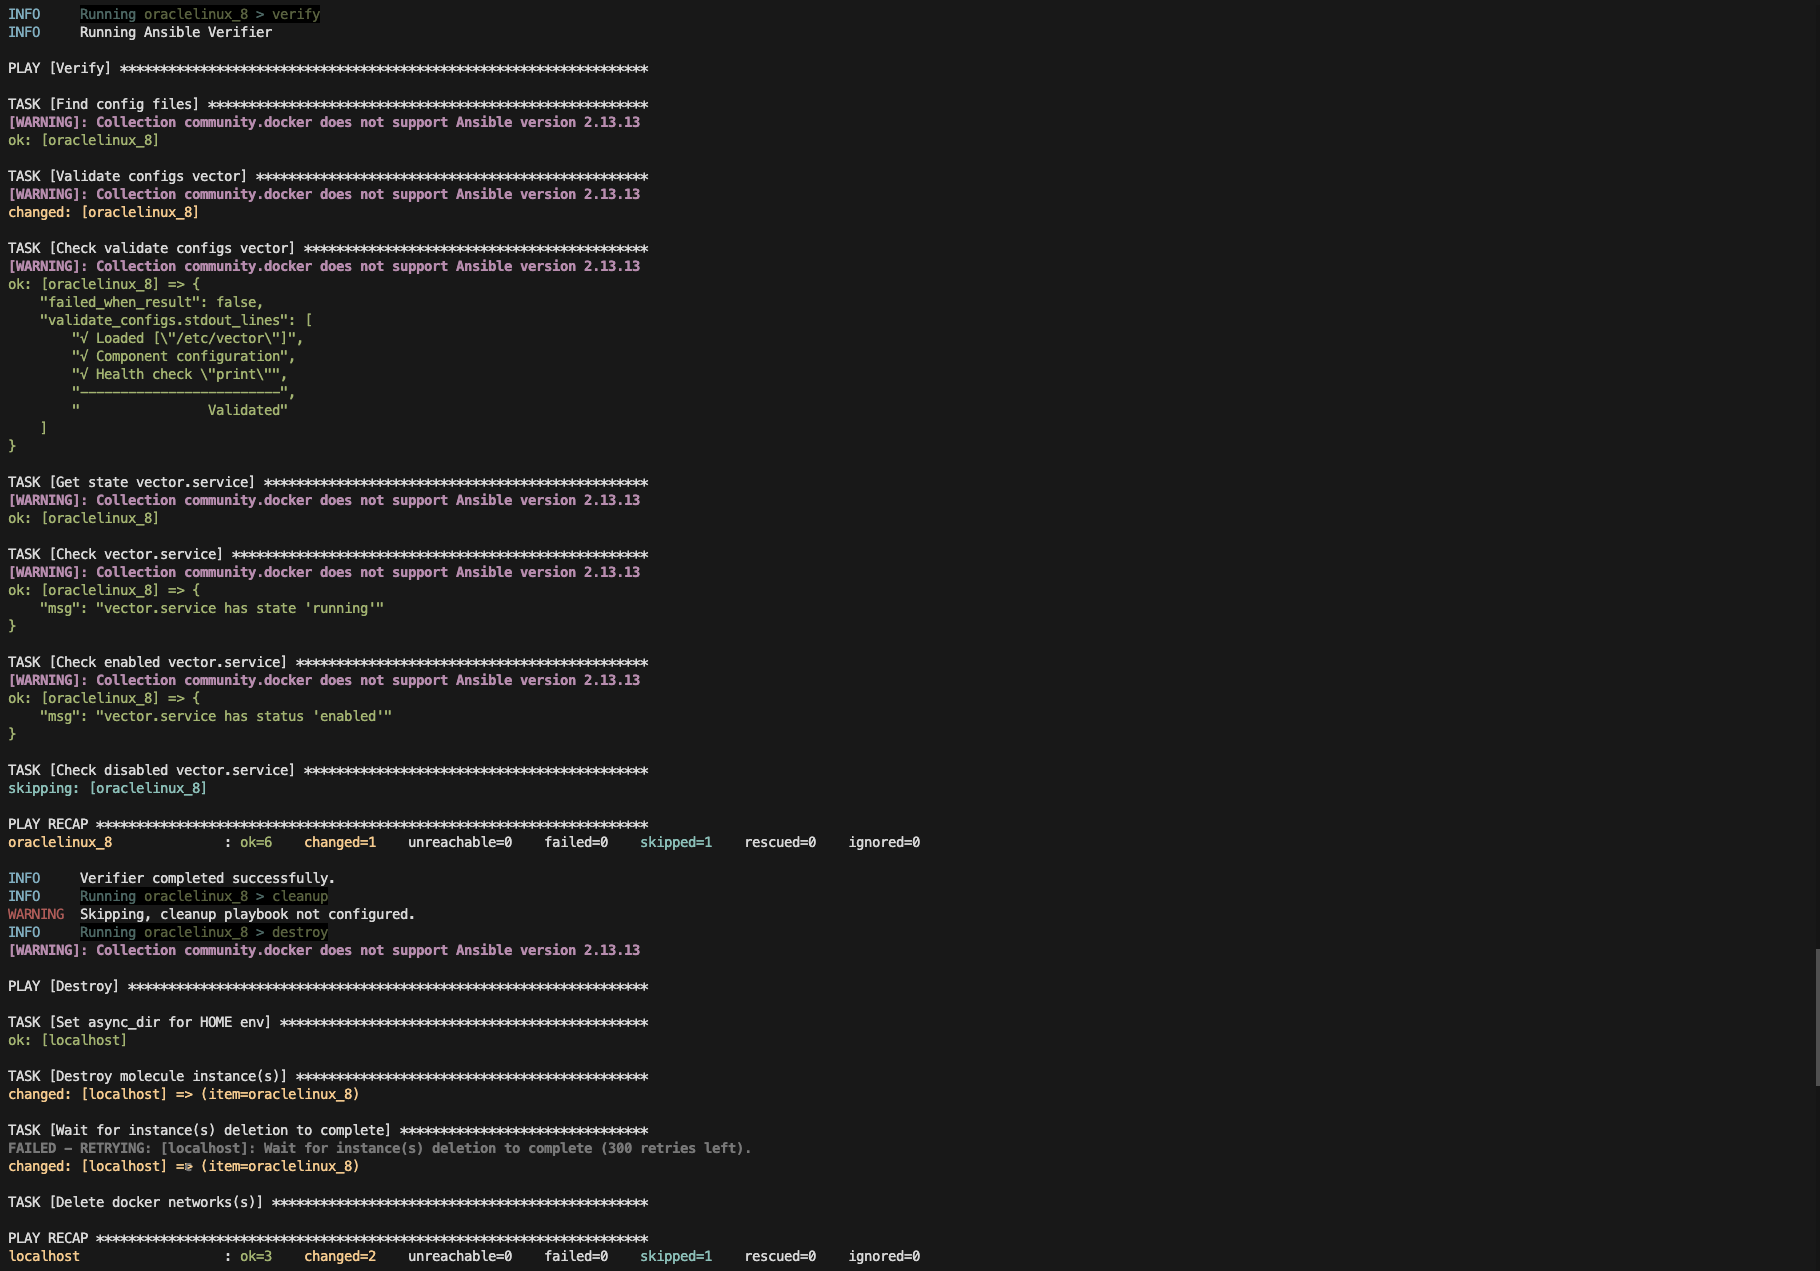 INFO     Running oraclelinux_8 > verify
INFO     Running Ansible Verifier
PLAY [Verify] ******************************************************************
TASK [Find config files] *******************************************************
[WARNING]: Collection community.docker does not support Ansible version 2.13.13
ok: [oraclelinux_8]
TASK [Validate configs vector] *************************************************
[WARNING]: Collection community.docker does not support Ansible version 2.13.13
changed: [oraclelinux_8]
TASK [Check validate configs vector] *******************************************
[WARNING]: Collection community.docker does not support Ansible version 2.13.13
ok: [oraclelinux_8] => {
    "failed_when_result": false,
    "validate_configs.stdout_lines": [
        "√ Loaded [\"/etc/vector\"]",
        "√ Component configuration",
        "√ Health check \"print\"",
        "-------------------------",
        "                Validated"
    ]
}
TASK [Get state vector.service] ************************************************
[WARNING]: Collection community.docker does not support Ansible version 2.13.13
ok: [oraclelinux_8]
TASK [Check vector.service] ****************************************************
[WARNING]: Collection community.docker does not support Ansible version 2.13.13
ok: [oraclelinux_8] => {
    "msg": "vector.service has state 'running'"
}
TASK [Check enabled vector.service] ********************************************
[WARNING]: Collection community.docker does not support Ansible version 2.13.13
ok: [oraclelinux_8] => {
    "msg": "vector.service has status 'enabled'"
}
TASK [Check disabled vector.service] *******************************************
skipping: [oraclelinux_8]
PLAY RECAP *********************************************************************
oraclelinux_8              : ok=6    changed=1    unreachable=0    failed=0    skipped=1    rescued=0    ignored=0
INFO     Verifier completed successfully.
INFO     Running oraclelinux_8 > cleanup
WARNING  Skipping, cleanup playbook not configured.
INFO     Running oraclelinux_8 > destroy
[WARNING]: Collection community.docker does not support Ansible version 2.13.13
PLAY [Destroy] *****************************************************************
TASK [Set async_dir for HOME env] **********************************************
ok: [localhost]
TASK [Destroy molecule instance(s)] ********************************************
changed: [localhost] => (item=oraclelinux_8)
TASK [Wait for instance(s) deletion to complete] *******************************
FAILED - RETRYING: [localhost]: Wait for instance(s) deletion to complete (300 retries left).
changed: [localhost] => (item=oraclelinux_8)
TASK [Delete docker networks(s)] ***********************************************
PLAY RECAP *********************************************************************
localhost                  : ok=3    changed=2    unreachable=0    failed=0    skipped=1    rescued=0    ignored=0